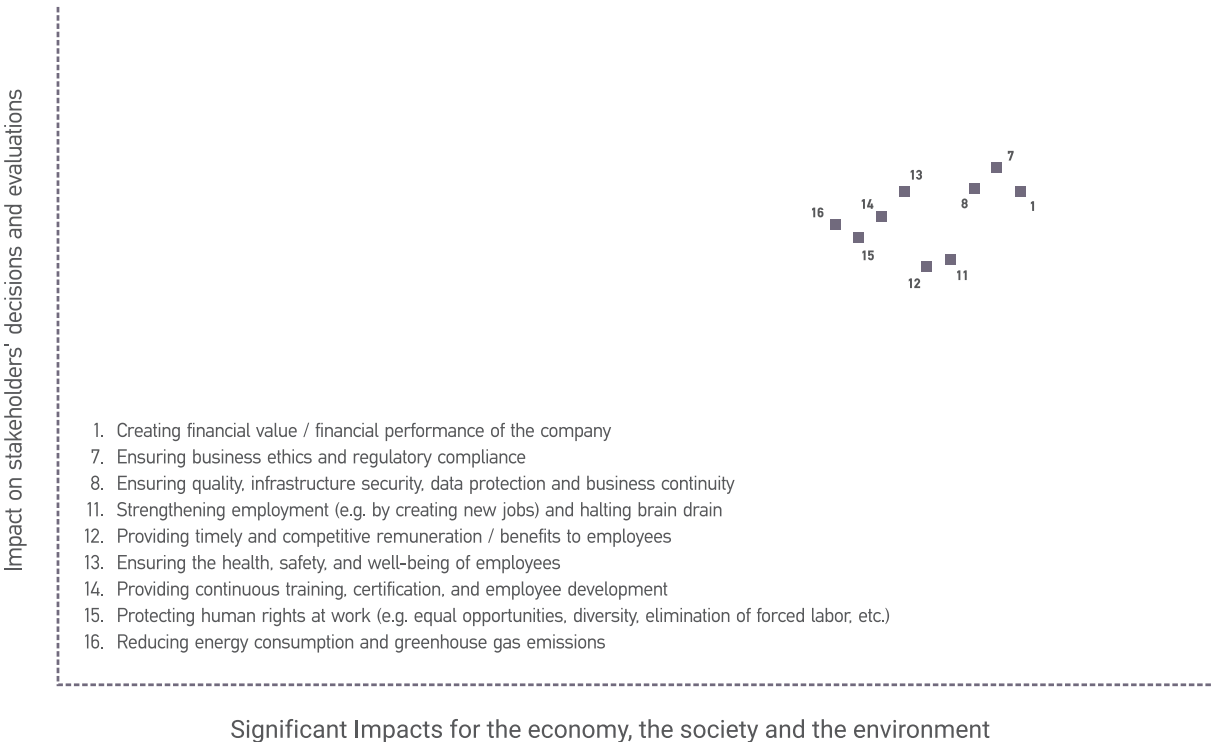 Impact on stakeholders' decisions and evaluations
7
13
8
1
14
16
15
11
12
1. Creating financial value / financial performance of the company
7. Ensuring business ethics and regulatory compliance
8. Ensuring quality, infrastructure security, data protection and business continuity
11. Strengthening employment (e.g. by creating new jobs) and halting brain drain
12. Providing timely and competitive remuneration / benefits to employees
13. Ensuring the health, safety, and well-being of employees
14. Providing continuous training, certification, and employee development
15. Protecting human rights at work (e.g. equal opportunities, diversity, elimination of forced labor, etc.)
16. Reducing energy consumption and greenhouse gas emissions
Significant Impacts for the economy, the society and the environment